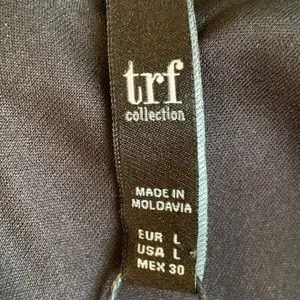 trf
collection
MADE IN
MOLDAVIA
EUR L
USA L
MEX 30